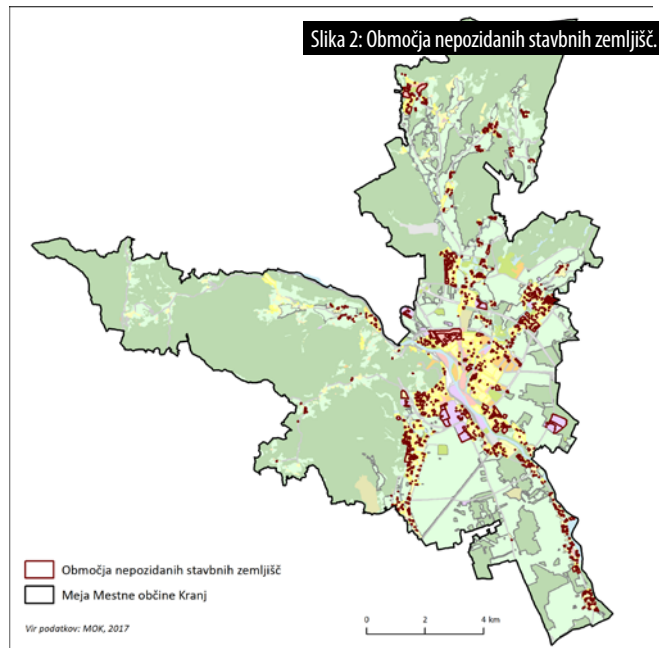 Slika 2: Območja nepozidanih stavbnih zemljišč.
Območja nepozidanih stavbnih zemljišč
Meja Mestne občine Kranj
Vir podatkov: MOK, 2017
0 2 4 km